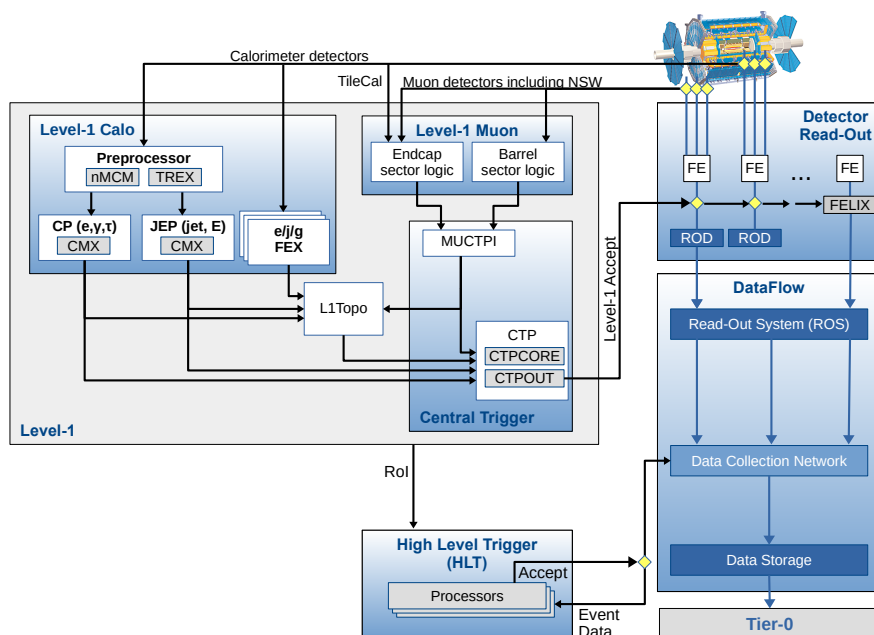 Calorimeter detectors
TileCal
Muon detectors including NSW
Detector
Read-Out
Level-1 Calo
Level-1 Muon
Preprocessor
nMCM
TREX
Endcap
sector logic
Barrel
sector logic
FE
FE
FE
...
FELIX
CP (e,γ,τ)
CMX
JEP (jet, E)
CMX
e/j/g
FEX
MUCTPI
ROD
ROD
Level-1 Accept
L1Topo
DataFlow
Read-Out System (ROS)
CTP
CTPCORE
CTPOUT
Central Trigger
Level-1
RoI
Data Collection Network
High Level Trigger
(HLT)
Accept
Processors
Data Storage
Event
Data
Tier-0